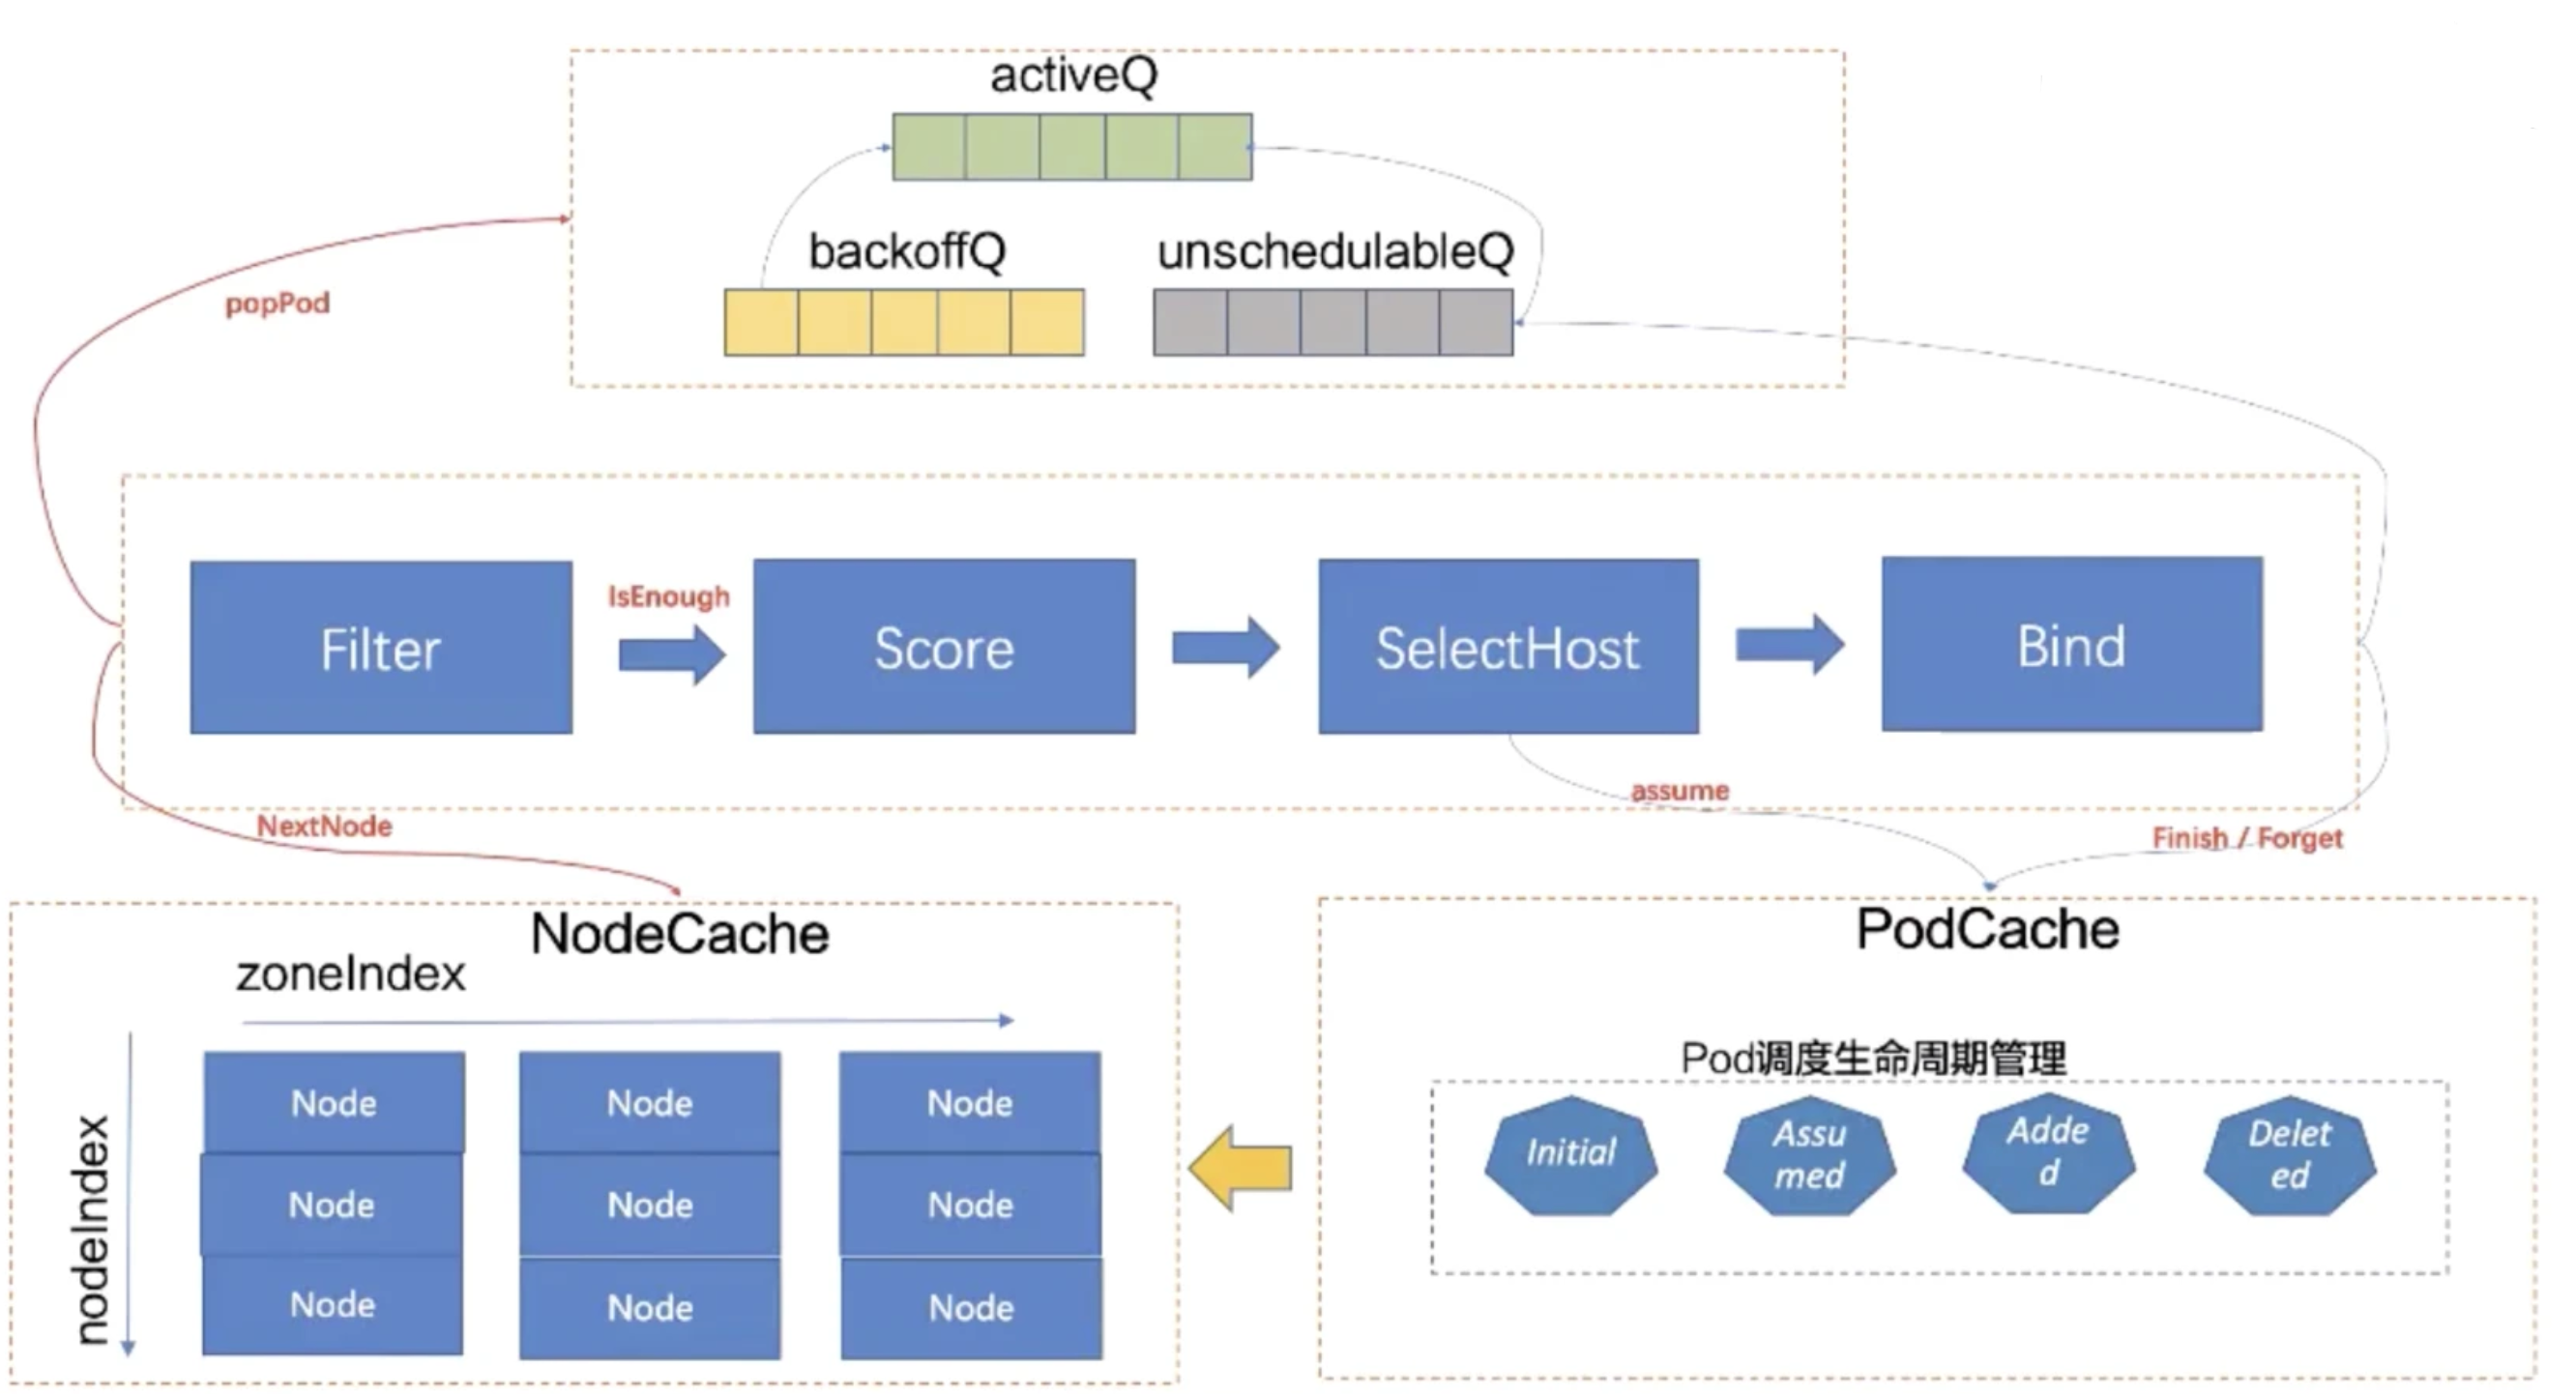 activeQ
backoffQ
unschedulableQ
popPod
Filter
IsEnough
Score
SelectHost
Bind
assume
NextNode
Finish / Forget
NodeCache
zoneIndex
nodeIndex
Node
Node
Node
Node
Node
Node
Node
Node
Node
PodCache
Pod调度生命周期管理
Initial
Assu
med
Adde
d
Delet
ed